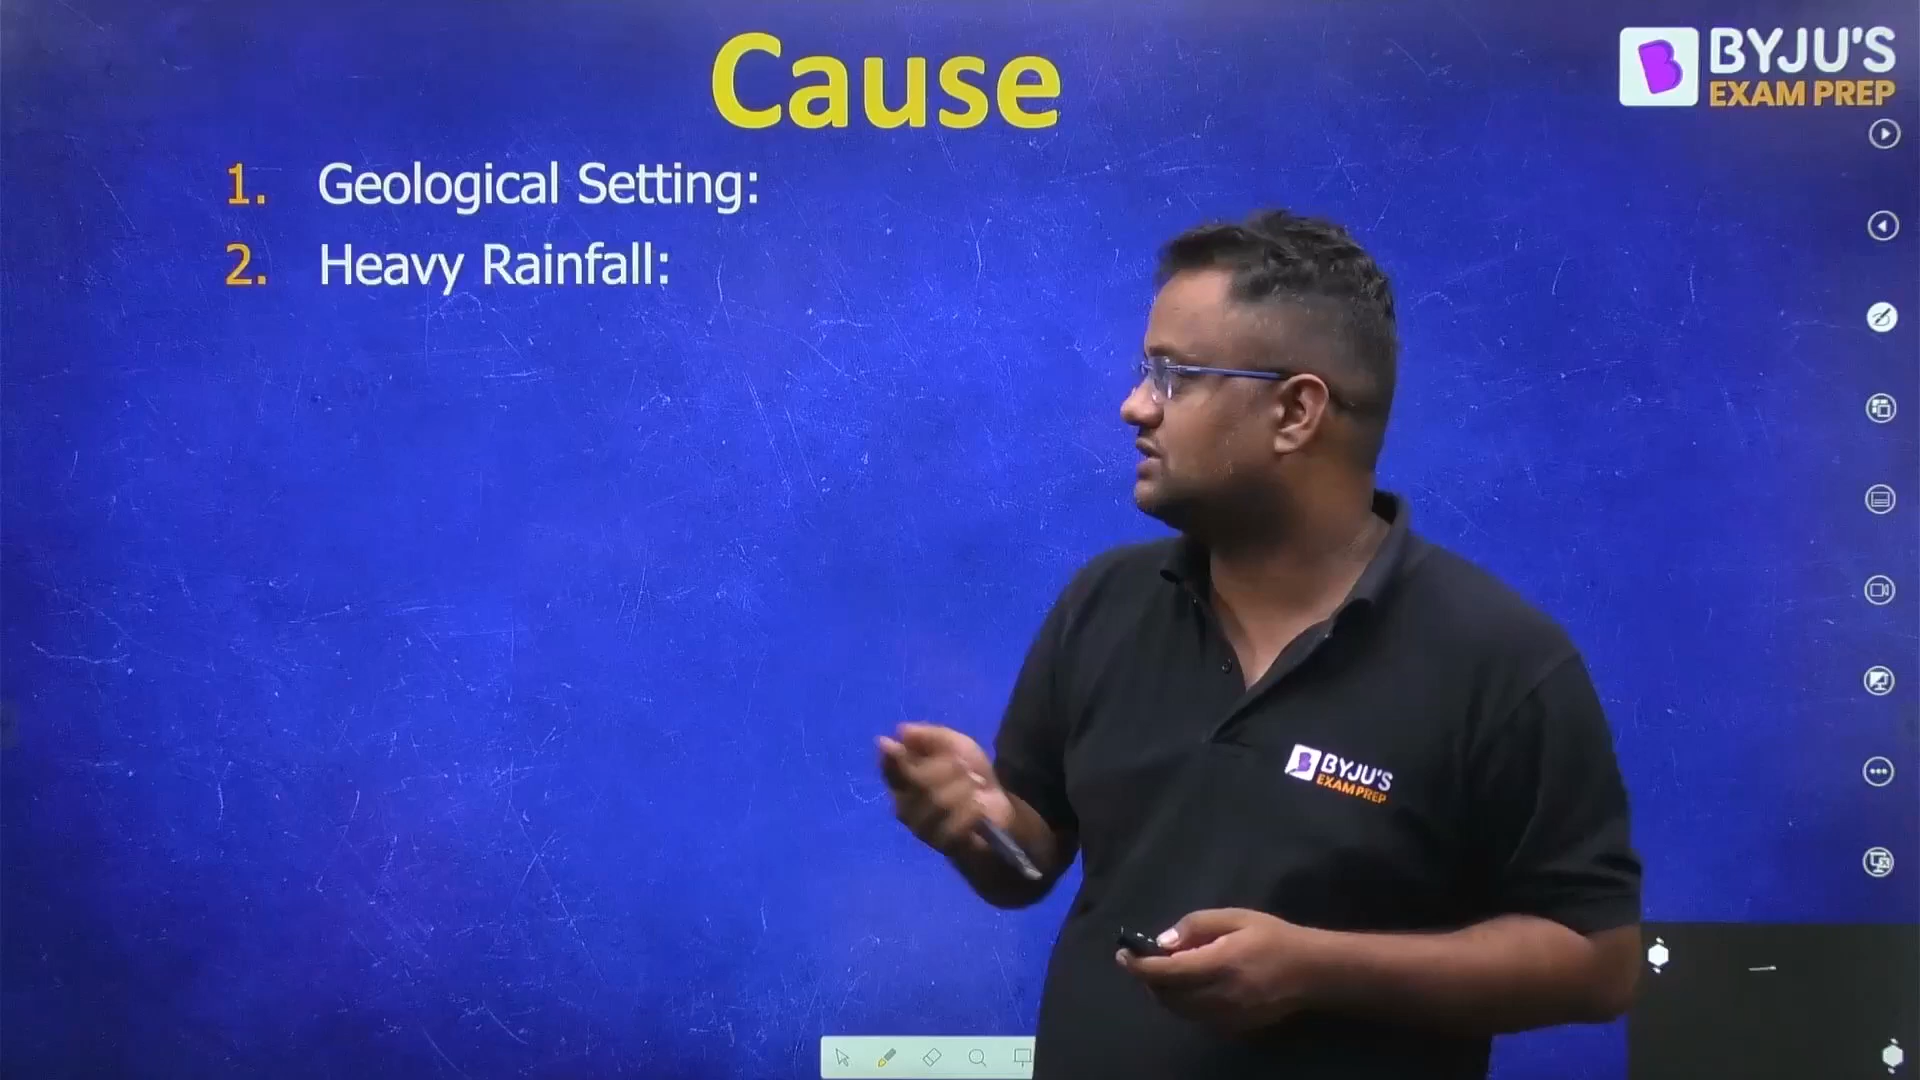 Cause
BYJU'S
EXAM PREP
1. Geological Setting:
2. Heavy Rainfall:
BYJU'S
EXAM PREP